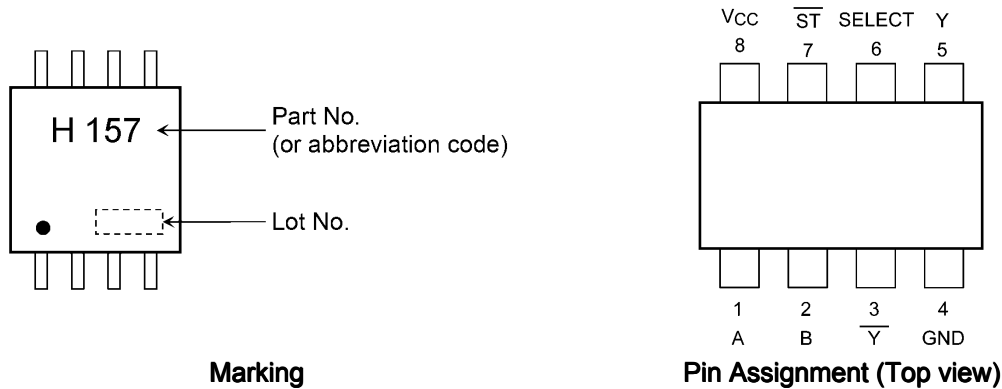 H 157
Part No.
(or abbreviation code)
Lot No.
Marking
VCC S̅T̅ SELECT Y
8 7 6 5
1 2 3 4
A B Y̅ GND
Pin Assignment (Top view)